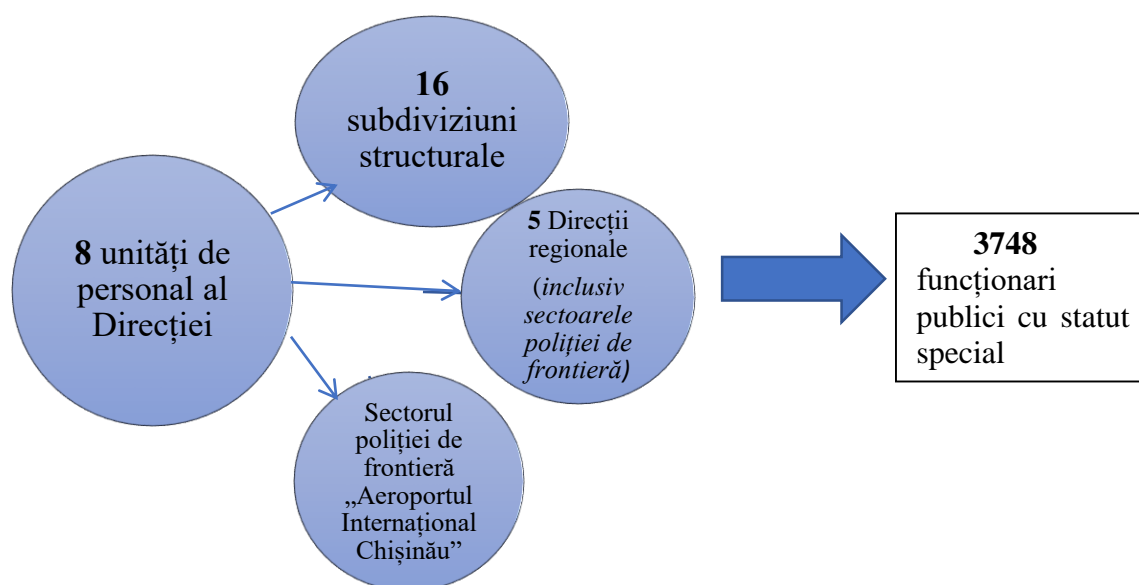 16
subdiviziuni
structurale
8 unități de
personal al
Direcției
5 Direcții
regionale
(inclusiv
sectoarele
poliției de
frontieră)
Sectorul
poliției de
frontieră
„Aeroportul
Internațional
Chișinău”
3748
funcționari
publici cu statut
special